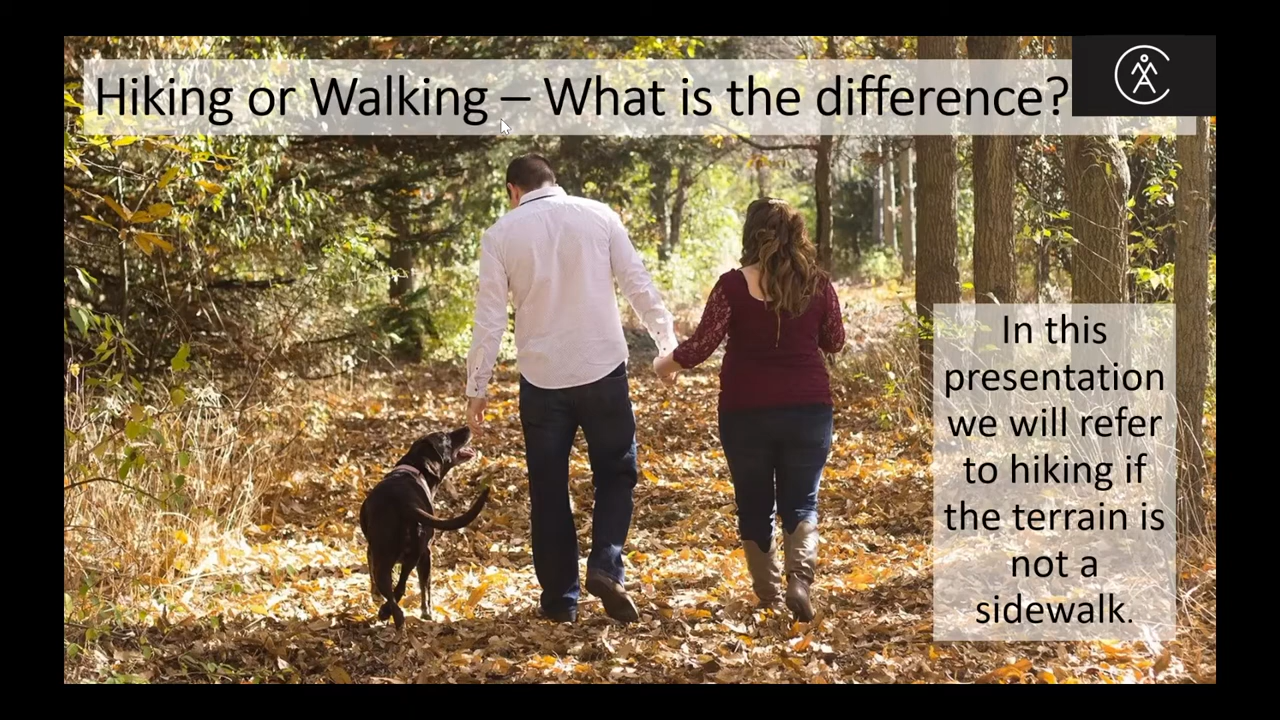 Hiking or Walking – What is the difference?
In this
presentation
we will refer
to hiking if
the terrain is
not a
sidewalk.